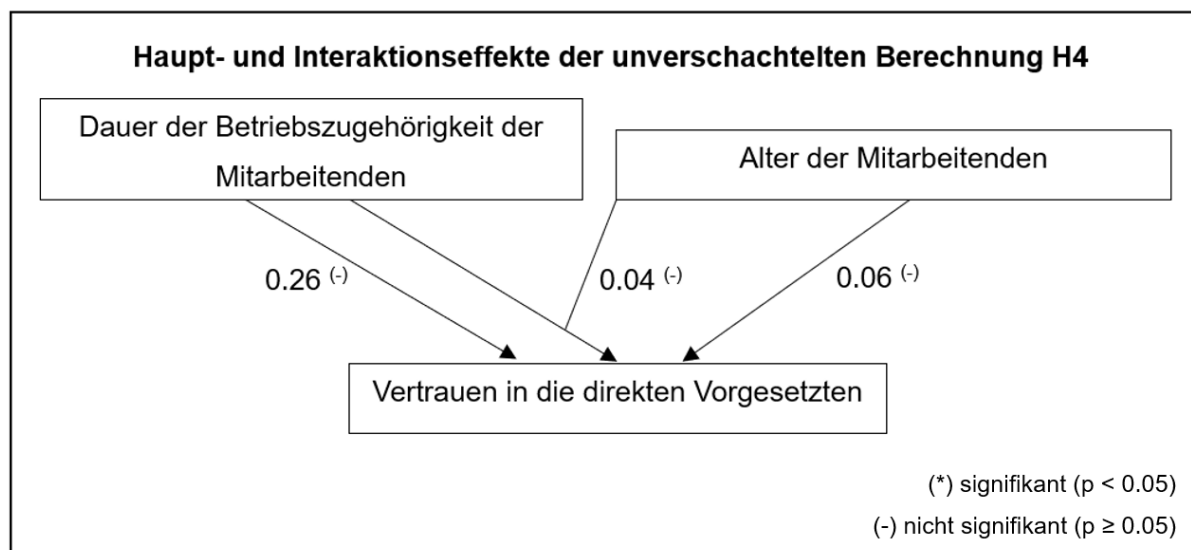 Haupt- und Interaktionseffekte der unverschachtelten Berechnung H4
Dauer der Betriebszugehörigkeit der
Mitarbeitenden
Alter der Mitarbeitenden
0.26 (-)
0.04 (-)
0.06 (-)
Vertrauen in die direkten Vorgesetzten
(*) signifikant (p < 0.05)
(-) nicht signifikant (p ≥ 0.05)